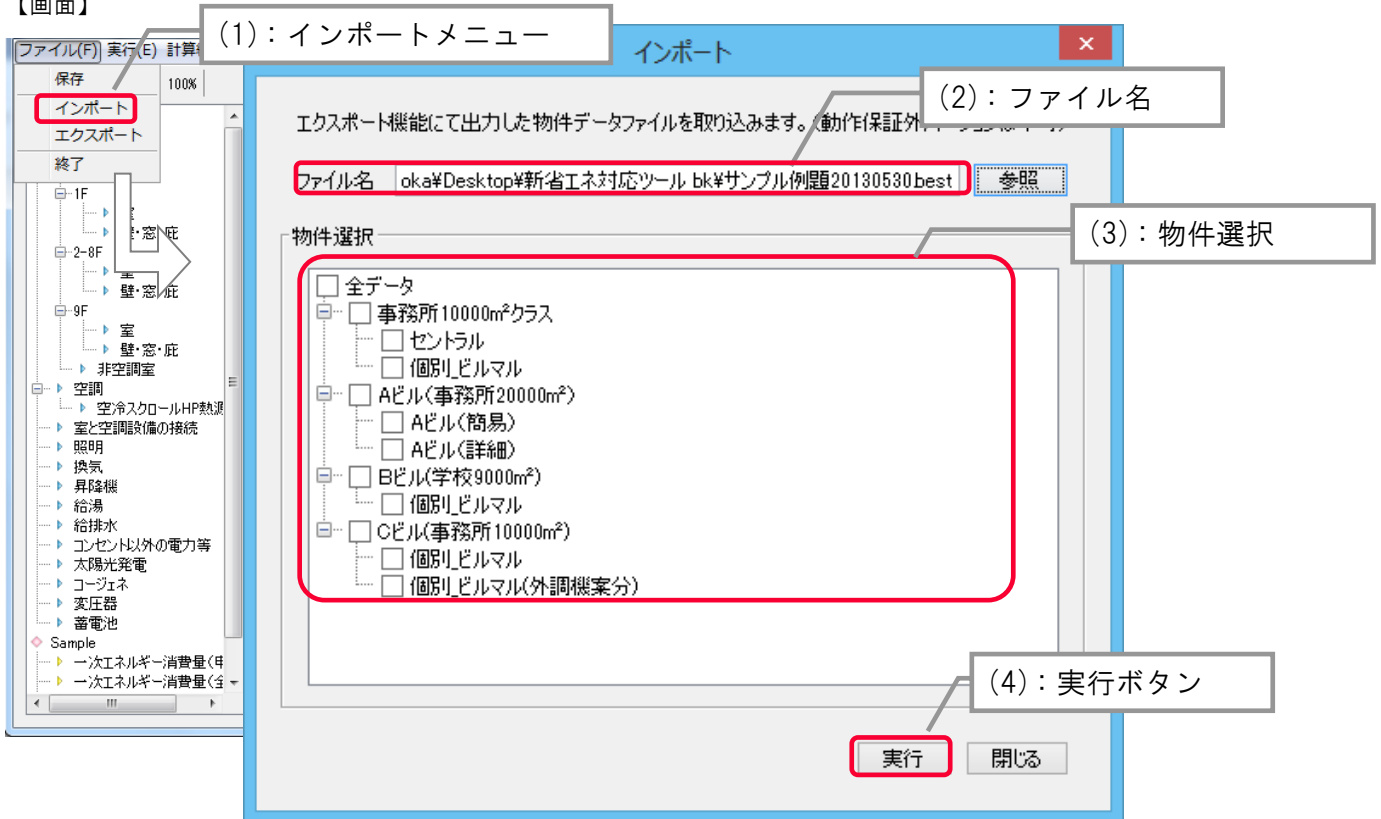 【画面】
(1)：インポートメニュー
ファイル(F) 実行(E) 計算
保存
100%
インポート
エクスポート
終了
1F
壁・窓・庇
2-8F
室
壁・窓・庇
9F
室
壁・窓・庇
非空調室
空調
空冷スクロールHP熱源
室と空調設備の接続
照明
換気
昇降機
給湯
給排水
コンセント以外の電力等
太陽光発電
コージェネ
変圧器
蓄電池
Sample
一次エネルギー消費量(申
一次エネルギー消費量(全
インポート
(2)：ファイル名
エクスポート機能にて出力した物件データファイルを取り込みます。(動作保証外
ファイル名 oka¥Desktop¥新省エネ対応ツール bk¥サンプル例題20130530.best 参照
(3)：物件選択
物件選択
全データ
事務所10000m²クラス
セントラル
個別_ビルマル
Aビル(事務所20000m²)
Aビル(簡易)
Aビル(詳細)
Bビル(学校9000m²)
個別_ビルマル
Cビル(事務所10000m²)
個別_ビルマル
個別_ビルマル(外調機案分)
(4)：実行ボタン
実行 閉じる